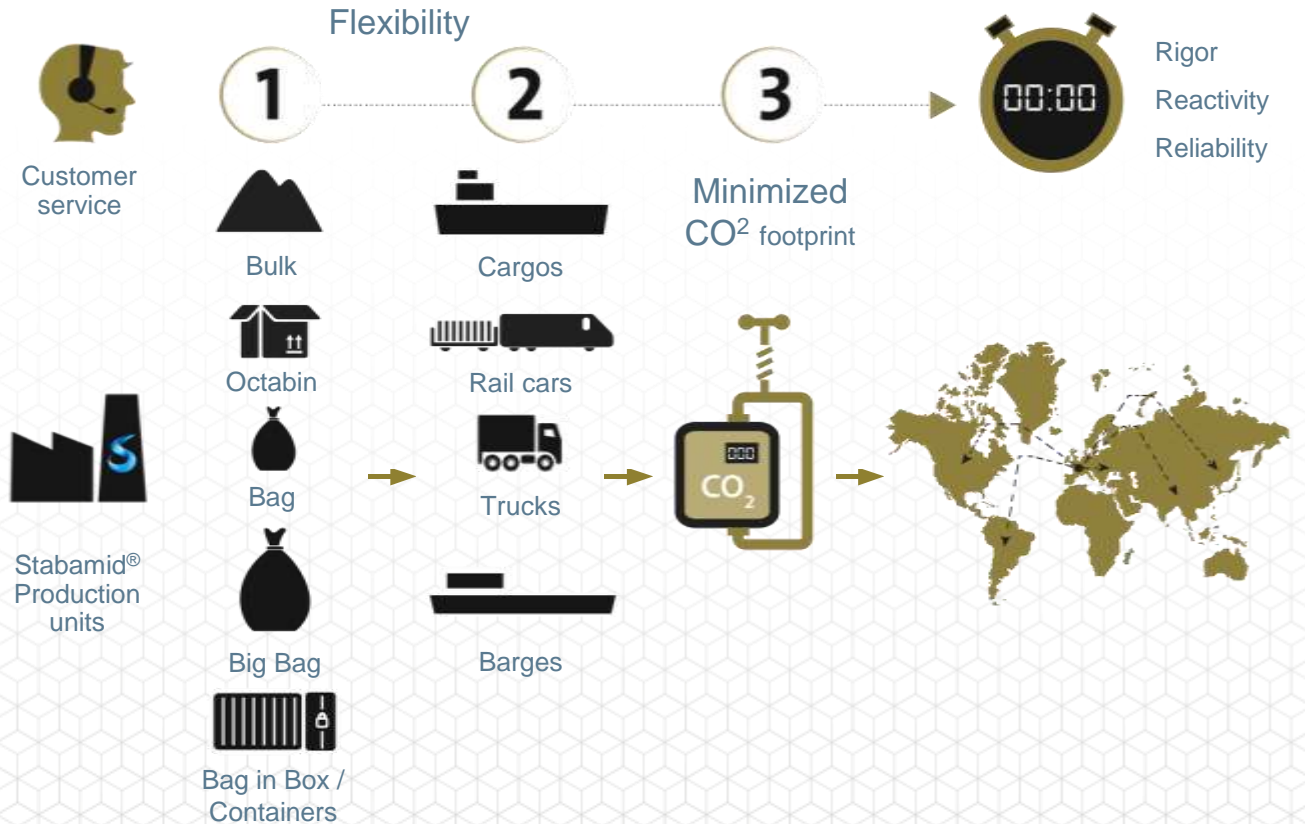 Flexibility
1
2
3
00:00
Rigor
Reactivity
Reliability
Customer
service
Minimized
CO² footprint
Bulk
Cargos
Octabin
Rail cars
Bag
Trucks
000
CO₂
S
Stabamid®
Production
units
Big Bag
Barges
Bag in Box /
Containers